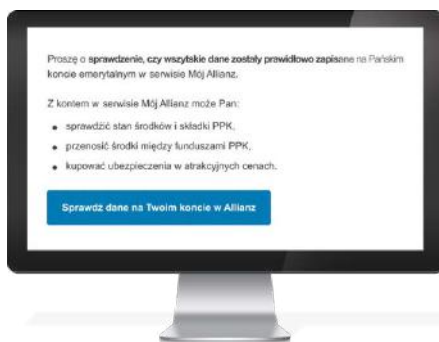 Proszę o sprawdzenie, czy wszytskie dane zostały prawidłowo zapisane na Pańskim
koncie emerytalnym w serwisie Mój Allianz.
Z kontem w serwisie Mój Allianz może Pan:
sprawdzić stan środków i składki PPK,
przenosić środki między funduszami PPK,
kupować ubezpieczenia w atrakcyjnych cenach.
Sprawdź dane na Twoim koncie w Allianz